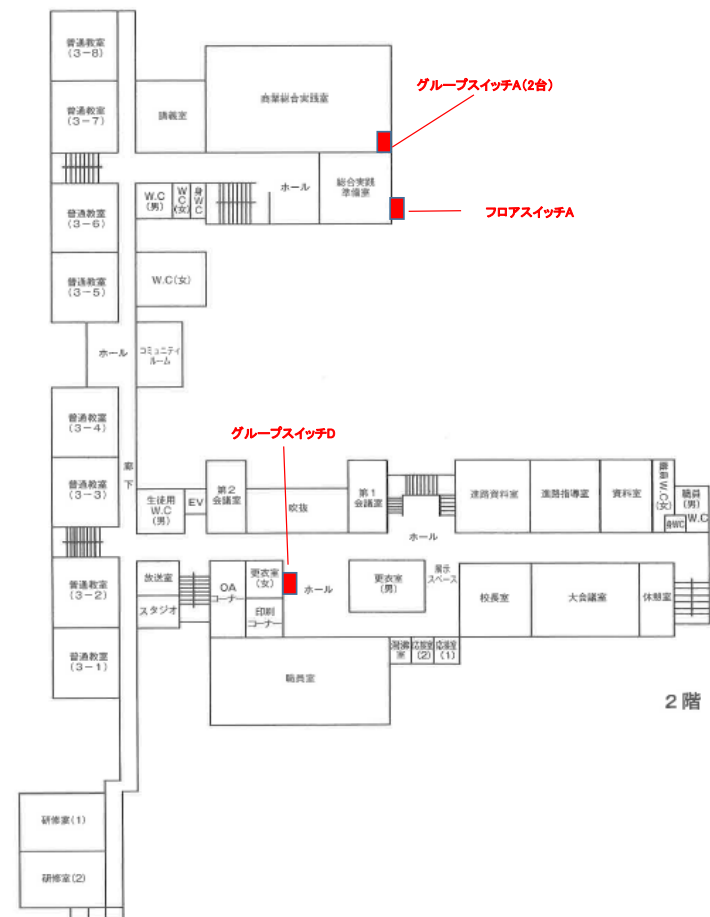 普通教室
(3-8)
商業総合実践室
グループスイッチA(2台)
普通教室
(3-7)
講義室
W.C
(男)
W
C
(女)
身
W
C
ホール
総合実践
準備室
フロアスイッチA
普通教室
(3-6)
普通教室
(3-5)
W.C(女)
ホール
コミュニティ
ルーム
普通教室
(3-4)
グループスイッチD
廊
下
普通教室
(3-3)
生徒用
W.C
(男)
EV
第2
会議室
吹抜
第1
会議室
進路資料室
進路指導室
資料室
職員W.C(女)
職員
(男)
W.C
身WC
ホール
普通教室
(3-2)
放送室
スタジオ
OA
コーナー
更衣室
(女)
印刷
コーナー
ホール
更衣室
(男)
展示
スペース
校長室
大会議室
休憩室
普通教室
(3-1)
職員室
湯沸
室
応接室
(2)
応接室
(1)
2階
研修室(1)
研修室(2)